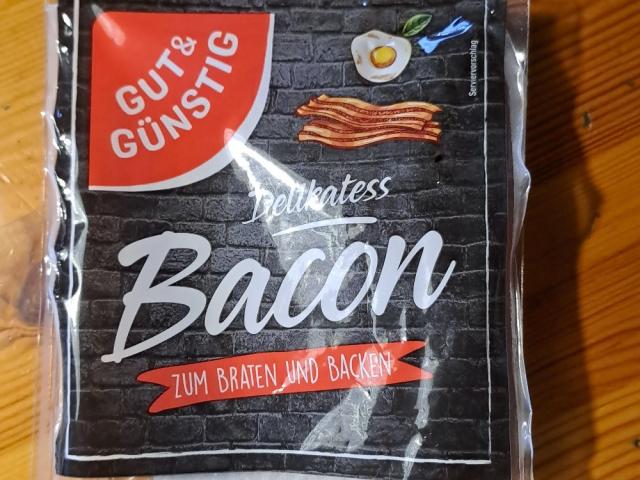 GUT&
GÜNSTIG
Serviervorschlag
Delikatess
Bacon
ZUM BRATEN UND BACKEN